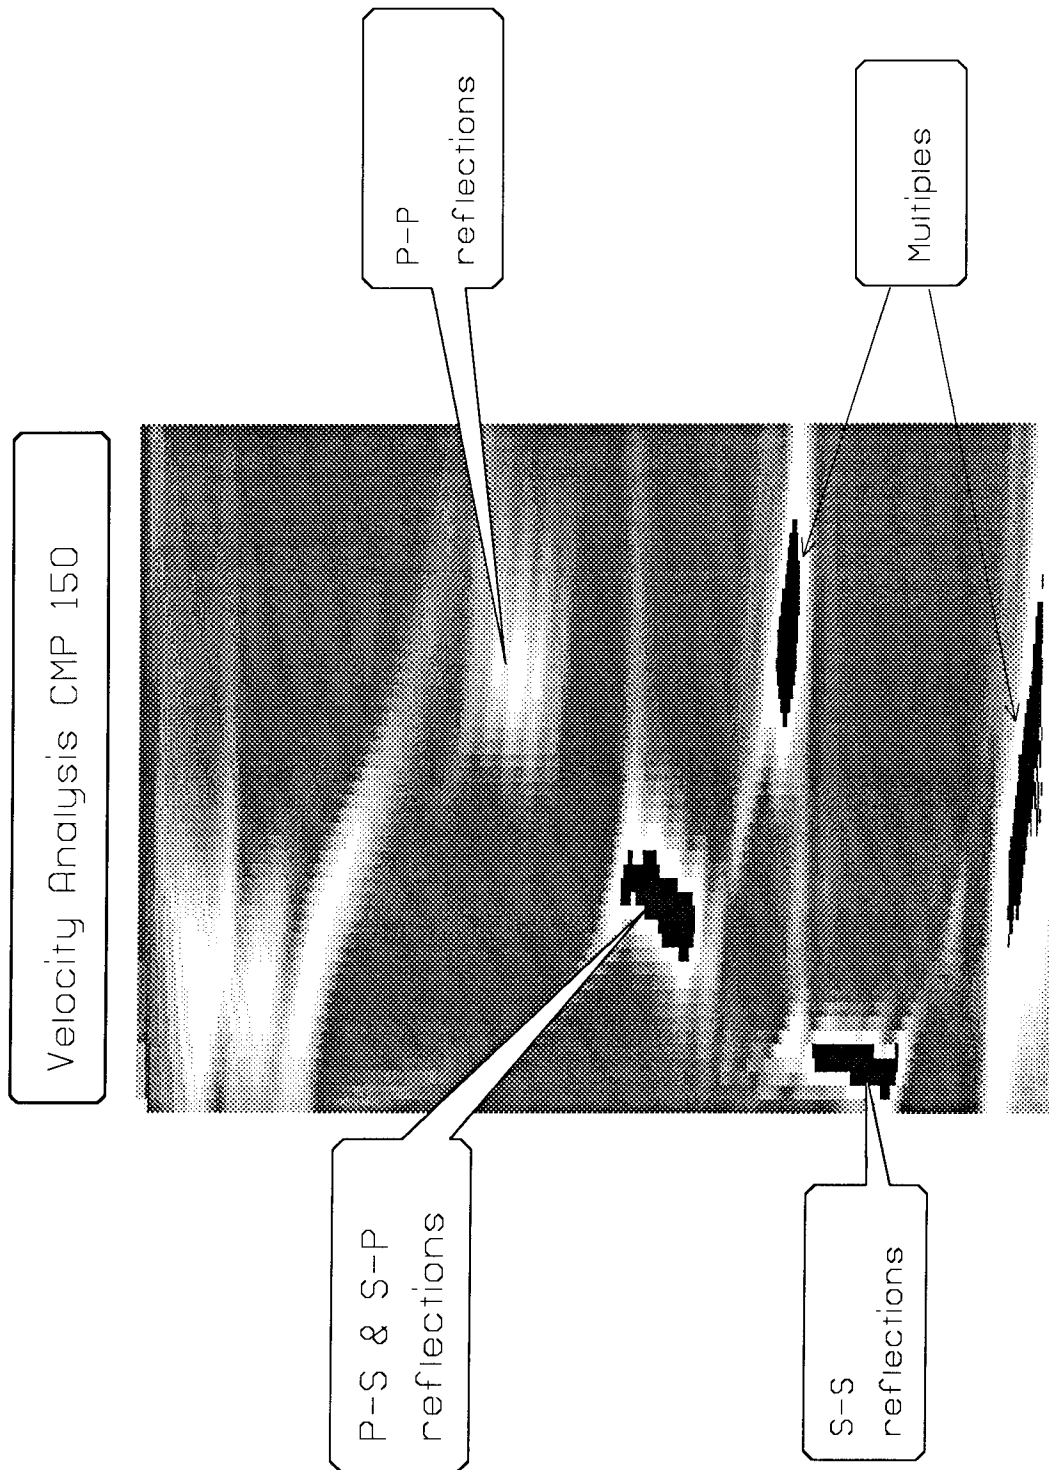 Velocity Analysis CMP 150
P-S & S-P
reflections
P-P
reflections
S-S
reflections
Multiples